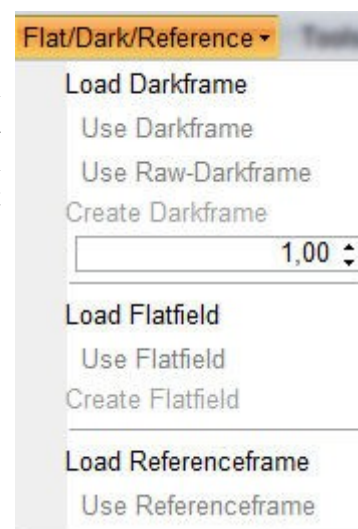 Flat/Dark/Reference
Load Darkframe
Use Darkframe
Use Raw-Darkframe
Create Darkframe
1,00
Load Flatfield
Use Flatfield
Create Flatfield
Load Referenceframe
Use Referenceframe